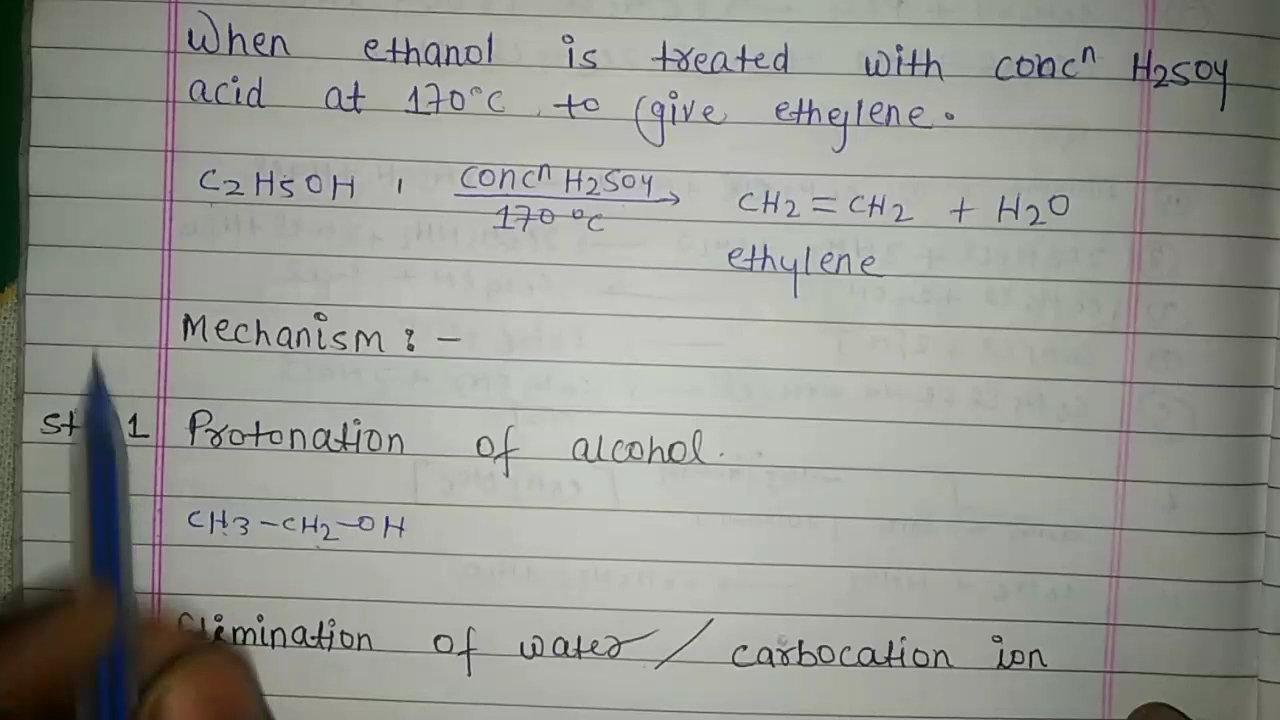 When ethanol is treated with concⁿ H2SO4
acid at 170°C to give ethylene.
C2H5OH , concⁿ H2SO4 → CH2=CH2 + H2O
170 °C
ethylene
Mechanism :-
1 Protonation of alcohol.
CH3-CH2-OH
Elimination of water / carbocation ion